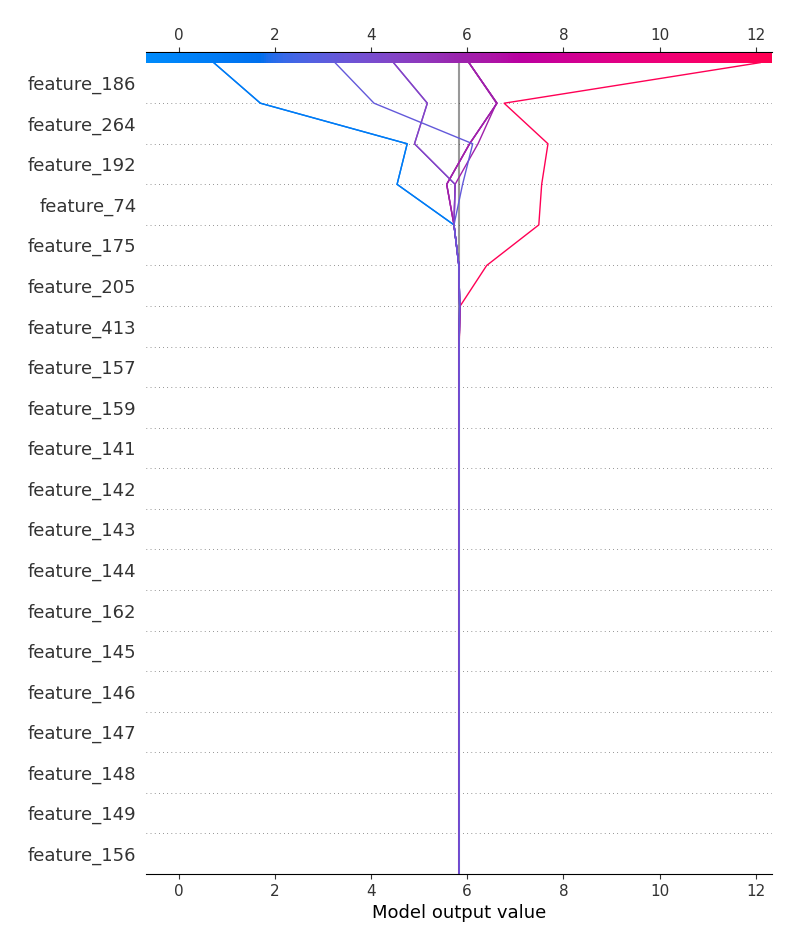 0 2 4 6 8 10 12
feature_186
feature_264
feature_192
feature_74
feature_175
feature_205
feature_413
feature_157
feature_159
feature_141
feature_142
feature_143
feature_144
feature_162
feature_145
feature_146
feature_147
feature_148
feature_149
feature_156
0 2 4 6 8 10 12
Model output value